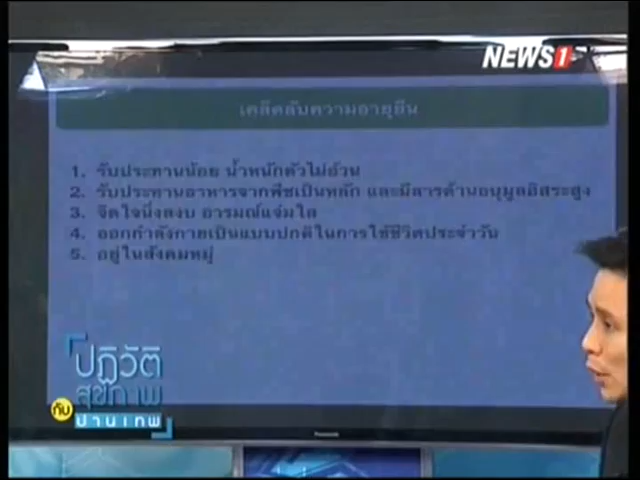 NEWS1
เคล็ดลับความอายุยืน
1. รับประทานน้อย น้ำหนักตัวไม่อ้วน
2. รับประทานอาหารจากพืชเป็นหลัก และมีสารต้านอนุมูลอิสระสูง
3. จิตใจนิ่งสงบ อารมณ์แจ่มใส
4. ออกกำลังกายเป็นแบบปกติในการใช้ชีวิตประจำวัน
5. อยู่ในสังคมหมู่
ปฏิวัติ
สุขภาพ
กับ ปานเทพ
Panasonic